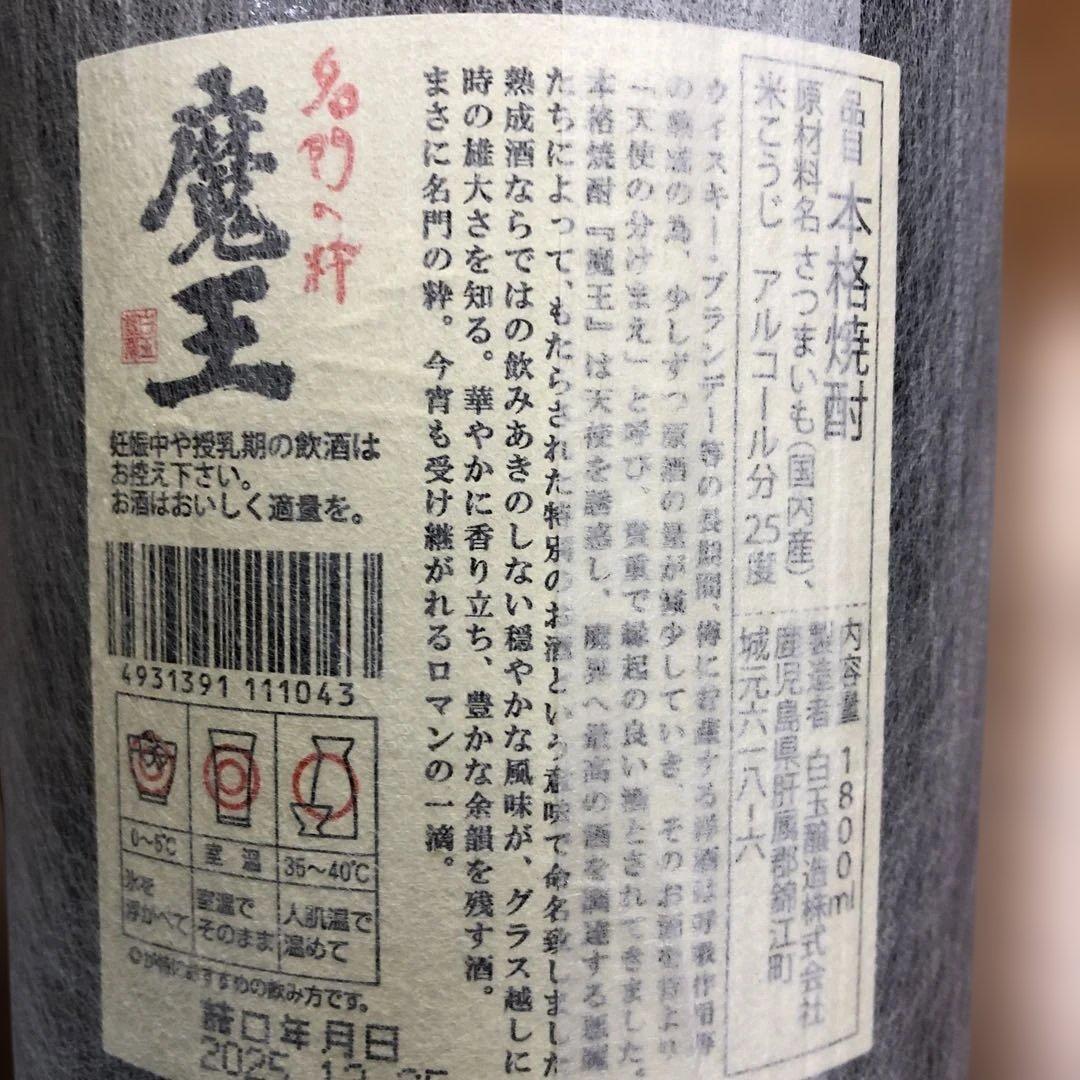 品目 本格焼酎
原材料名 さつまいも(国内産)、
米こうじ アルコール分 25度
内容量 1800ml
製造者 白玉醸造株式会社
鹿児島県肝属郡錦江町
城元六一八-六
ウィスキー・ブランデー等の長期間、樽に貯蔵する洋酒は呼吸作用等
の為、少しずつ原酒の量が減少していき、そのお酒を
「天使の分けまえ」と呼び、貴重で縁起の良い酒とされてきました。
本格焼酎『魔王』は天使を誘惑し、魔界へ最高の酒を調達する悪魔
たちによって、もたらされた特別のお酒という意味で命名致しました
熟成酒ならではの飲みあきのしない穏やかな風味が、グラス越しに
時の雄大さを知る。華やかに香り立ち、豊かな余韻を残す酒。
まさに名門の粋。今宵も受け継がれるロマンの一滴。
名門の粋
魔王
妊娠中や授乳期の飲酒は
お控え下さい。
お酒はおいしく適量を。
4931391 111043
0〜5℃
室温
35〜40℃
氷を
浮かべて
室温で
そのまま
人肌温で
温めて
◎が特におすすめの飲み方です。
詰口年月日
2025.12.